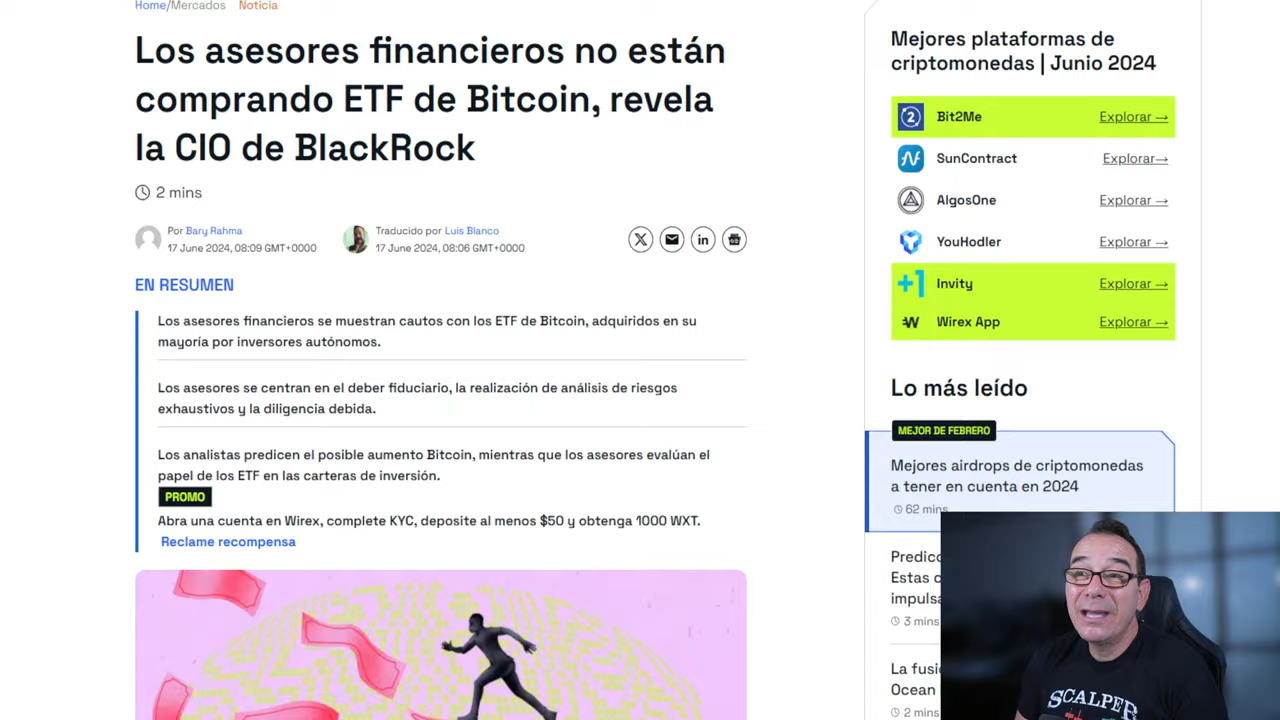 Home/Mercados Noticia
Los asesores financieros no están
comprando ETF de Bitcoin, revela
la CIO de BlackRock
2 mins
Por Bary Rahma
17 June 2024, 08:09 GMT+0000
Traducido por Luis Blanco
17 June 2024, 08:06 GMT+0000
EN RESUMEN
Los asesores financieros se muestran cautos con los ETF de Bitcoin, adquiridos en su
mayoría por inversores autónomos.
Los asesores se centran en el deber fiduciario, la realización de análisis de riesgos
exhaustivos y la diligencia debida.
Los analistas predicen el posible aumento Bitcoin, mientras que los asesores evalúan el
papel de los ETF en las carteras de inversión.
PROMO
Abra una cuenta en Wirex, complete KYC, deposite al menos $50 y obtenga 1000 WXT.
Reclame recompensa
Mejores plataformas de
criptomonedas | Junio 2024
Bit2Me Explorar →
SunContract Explorar→
AlgosOne Explorar →
YouHodler Explorar →
Invity Explorar →
Wirex App Explorar →
Lo más leído
MEJOR DE FEBRERO
Mejores airdrops de criptomonedas
a tener en cuenta en 2024
62 mins
Predicc
Estas c
impulsa
3 mins
La fusi
Ocean
2 mins
SCALPER